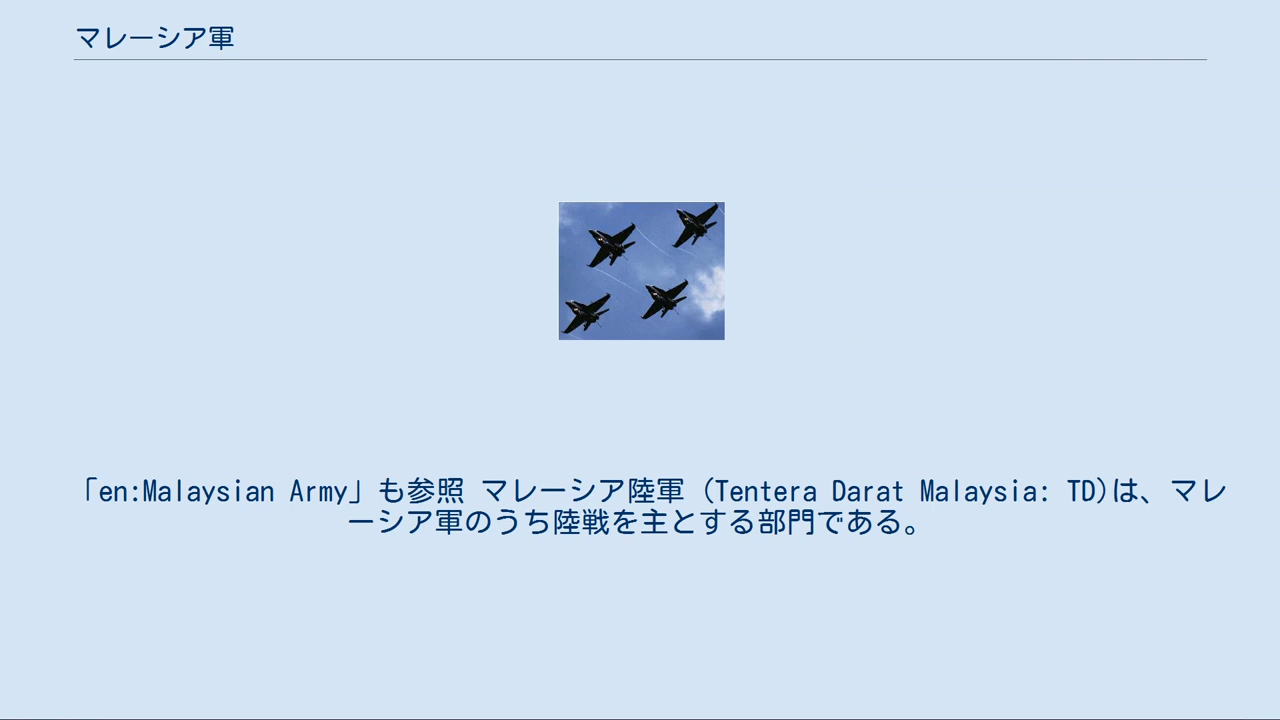 マレーシア軍
「en:Malaysian Army」も参照 マレーシア陸軍 (Tentera Darat Malaysia: TD)は、マレ
ーシア軍のうち陸戦を主とする部門である。